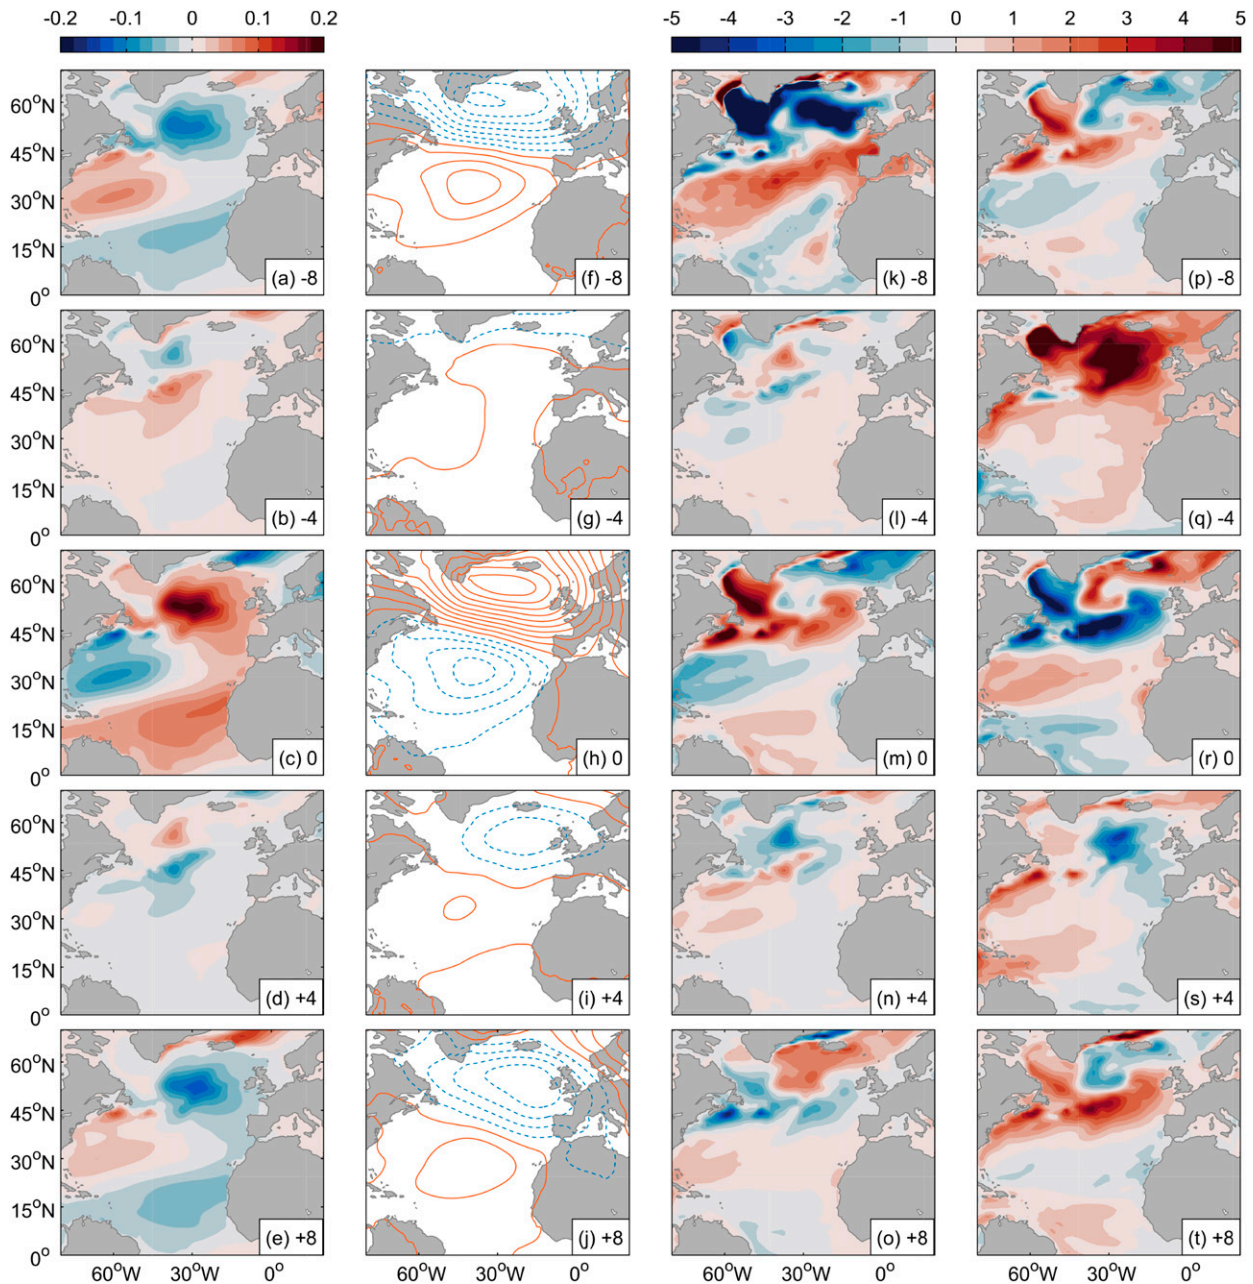 -0.2 -0.1 0 0.1 0.2
-5 -4 -3 -2 -1 0 1 2 3 4 5
60°N
45°N
30°N
15°N
0°
(a) -8
(f) -8
(k) -8
(p) -8
60°N
45°N
30°N
15°N
0°
(b) -4
(g) -4
(l) -4
(q) -4
60°N
45°N
30°N
15°N
0°
(c) 0
(h) 0
(m) 0
(r) 0
60°N
45°N
30°N
15°N
0°
(d) +4
(i) +4
(n) +4
(s) +4
60°N
45°N
30°N
15°N
0°
(e) +8
(j) +8
(o) +8
(t) +8
60°W 30°W 0°
60°W 30°W 0°
60°W 30°W 0°
60°W 30°W 0°